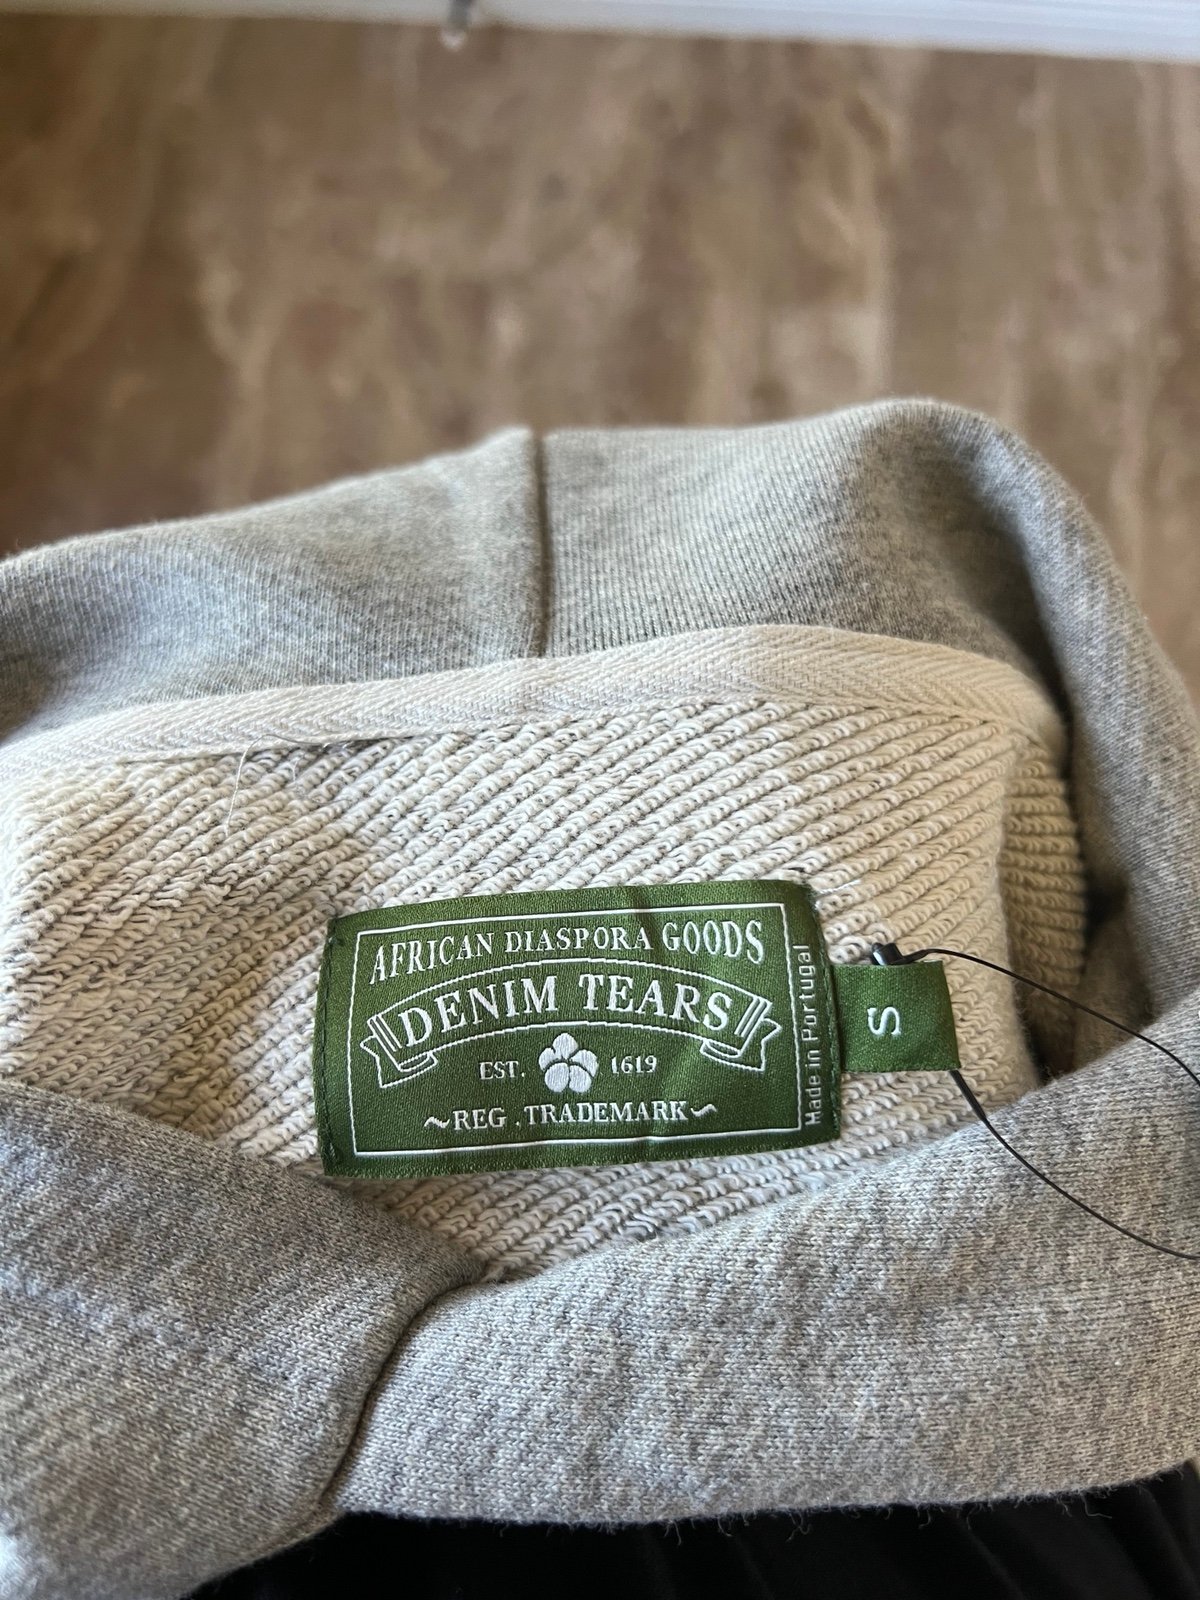 AFRICAN DIASPORA GOODS
DENIM TEARS
EST. 1619
~REG . TRADEMARK~
Made in Portugal
S